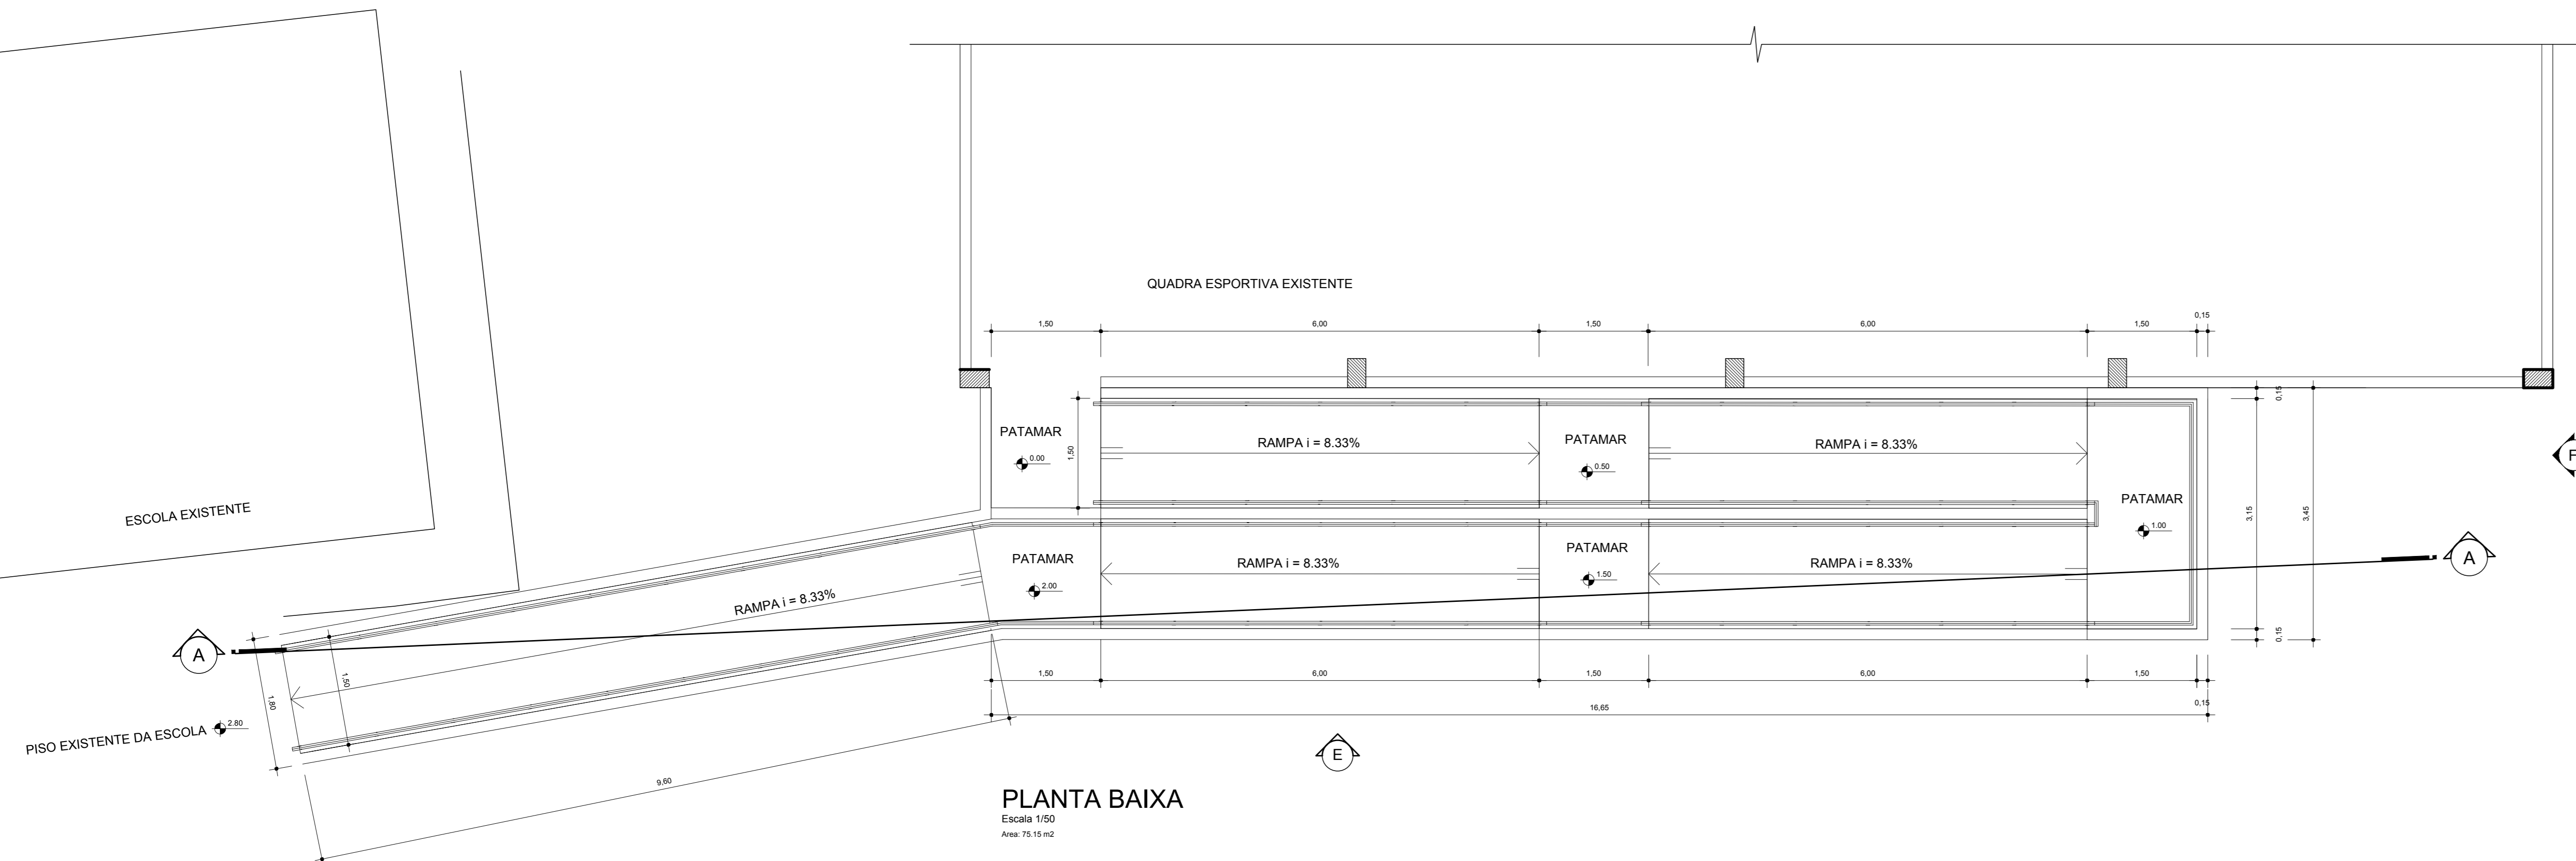 QUADRA ESPORTIVA EXISTENTE
1,50
6,00
1,50
6,00
1,50
0,15
PATAMAR
0.00
1,50
RAMPA i = 8.33%
PATAMAR
0.50
RAMPA i = 8.33%
PATAMAR
1.00
0,15
3,15
3,45
0,15
F
ESCOLA EXISTENTE
PATAMAR
2.00
RAMPA i = 8.33%
PATAMAR
1.50
RAMPA i = 8.33%
A
RAMPA i = 8.33%
A
1,80
1,50
PISO EXISTENTE DA ESCOLA
2.80
1,50
6,00
1,50
6,00
1,50
0,15
16,65
9,60
E
PLANTA BAIXA
Escala 1/50
Area: 75.15 m2